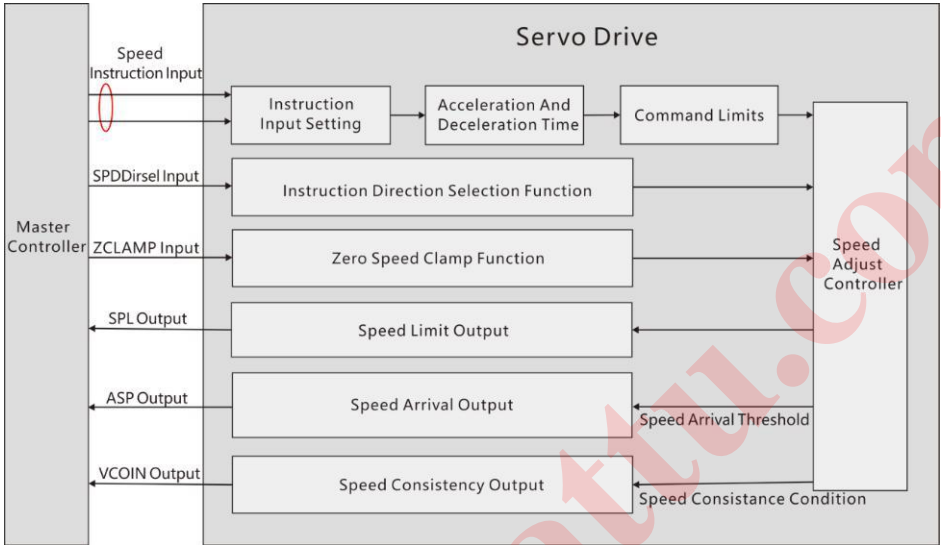 Servo Drive
Speed
Instruction Input
Instruction
Input Setting
Acceleration And
Deceleration Time
Command Limits
SPDDirsel Input
Instruction Direction Selection Function
Master
Controller
ZCLAMP Input
Zero Speed Clamp Function
Speed
Adjust
Controller
SPL Output
Speed Limit Output
ASP Output
Speed Arrival Output
Speed Arrival Threshold
VCOIN Output
Speed Consistency Output
Speed Consistance Condition
attu.com